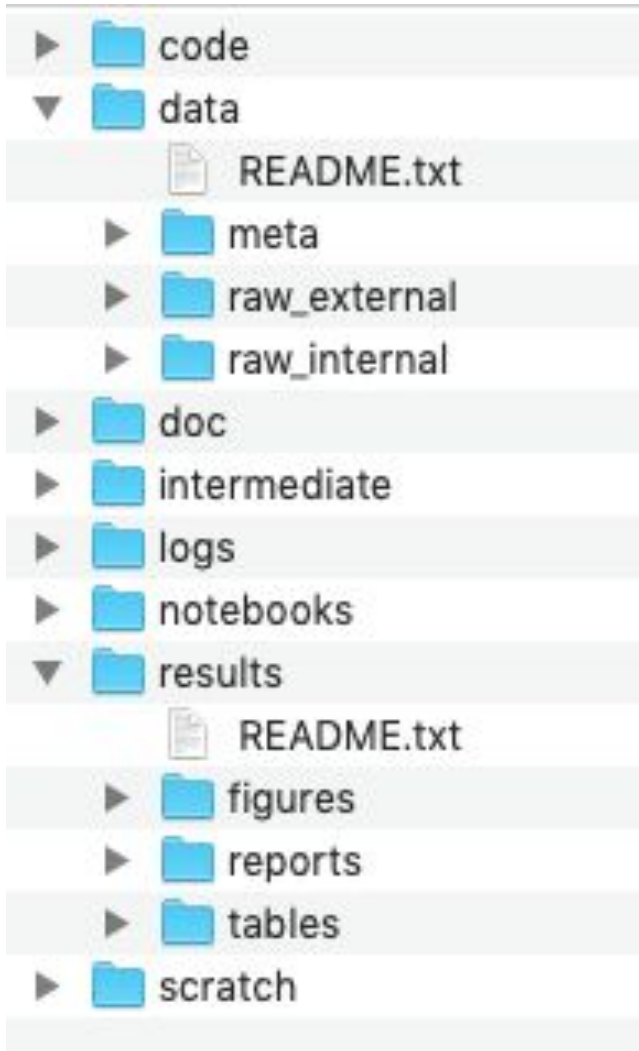 code
data
README.txt
meta
raw_external
raw_internal
doc
intermediate
logs
notebooks
results
README.txt
figures
reports
tables
scratch